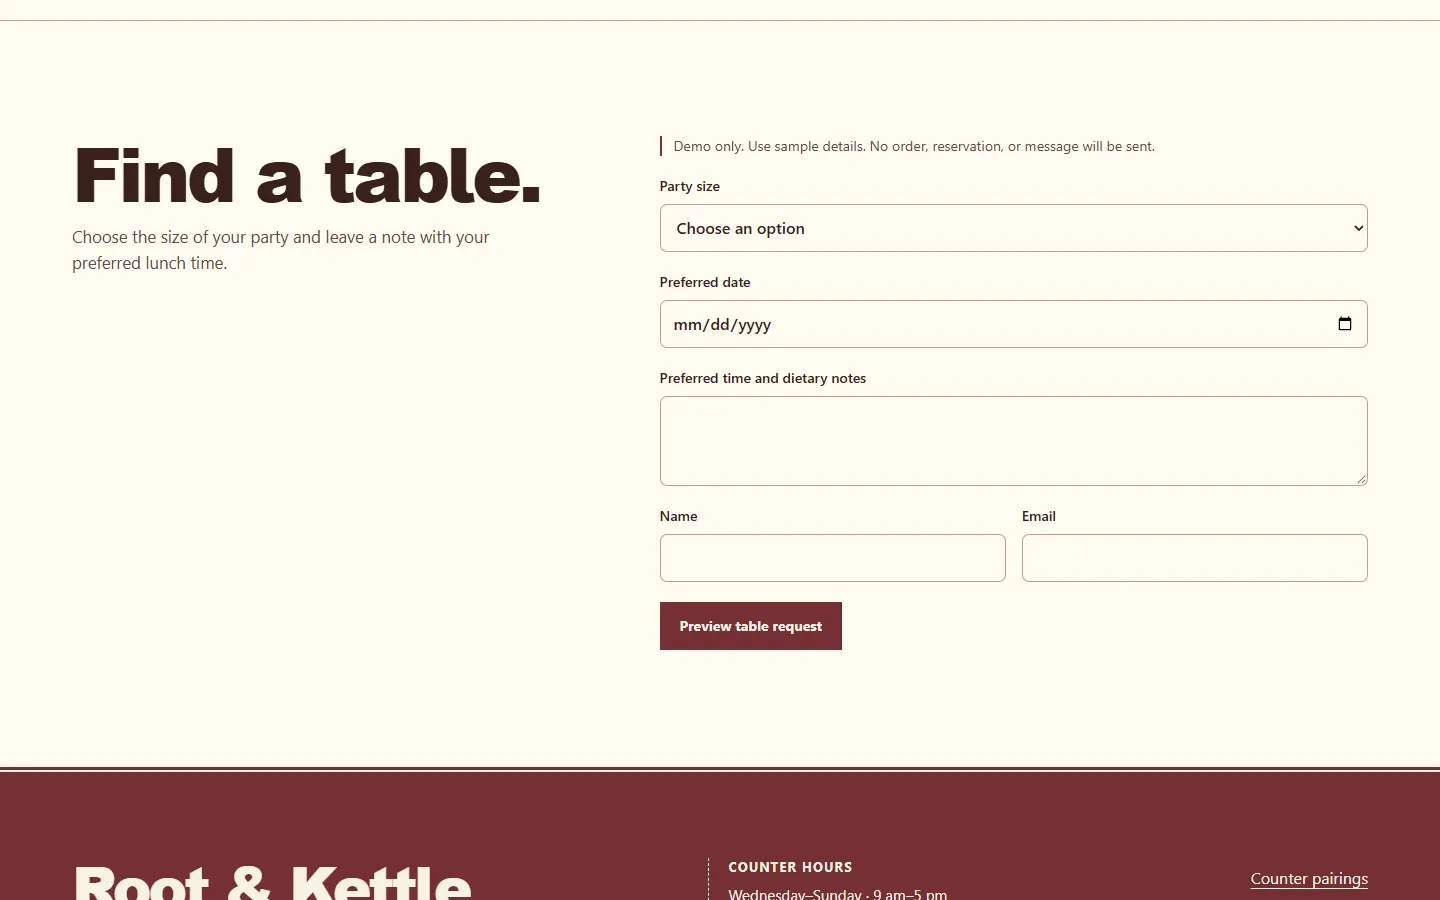 Find a table.
Choose the size of your party and leave a note with your
preferred lunch time.
Demo only. Use sample details. No order, reservation, or message will be sent.
Party size
Choose an option
Preferred date
mm/dd/yyyy
Preferred time and dietary notes
Name
Email
Preview table request
Root & Kettle
COUNTER HOURS
Wednesday–Sunday · 9 am–5 pm
Counter pairings